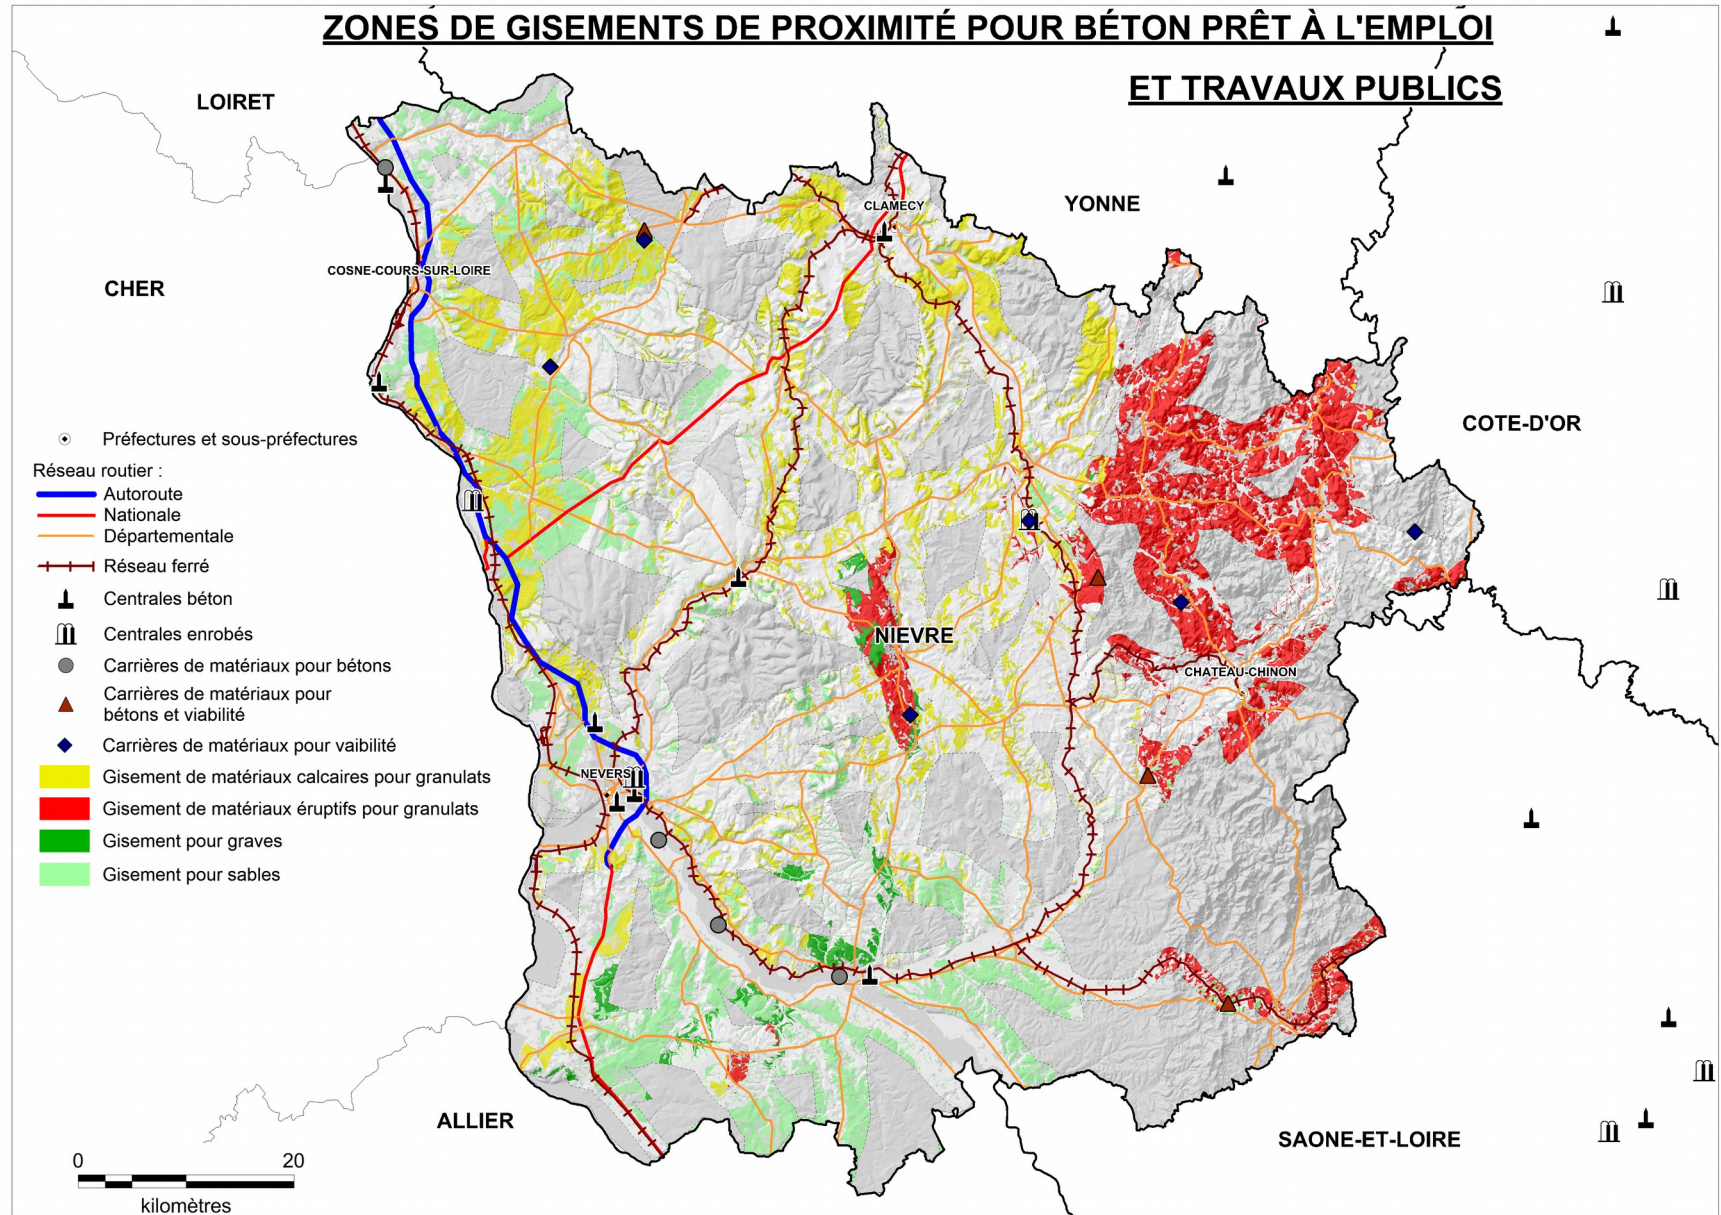 ZONES DE GISEMENTS DE PROXIMITÉ POUR BÉTON PRÊT À L'EMPLOI
ET TRAVAUX PUBLICS
LOIRET
YONNE
CLAMECY
COSNE-COURS-SUR-LOIRE
CHER
COTE-D'OR
Préfectures et sous-préfectures
Réseau routier :
Autoroute
Nationale
Départementale
Réseau ferré
Centrales béton
Centrales enrobés
NIEVRE
Carrières de matériaux pour bétons
CHATEAU-CHINON
Carrières de matériaux pour
bétons et viabilité
Carrières de matériaux pour vaibilité
NEVERS
Gisement de matériaux calcaires pour granulats
Gisement de matériaux éruptifs pour granulats
Gisement pour graves
Gisement pour sables
ALLIER
SAONE-ET-LOIRE
0 20
kilomètres